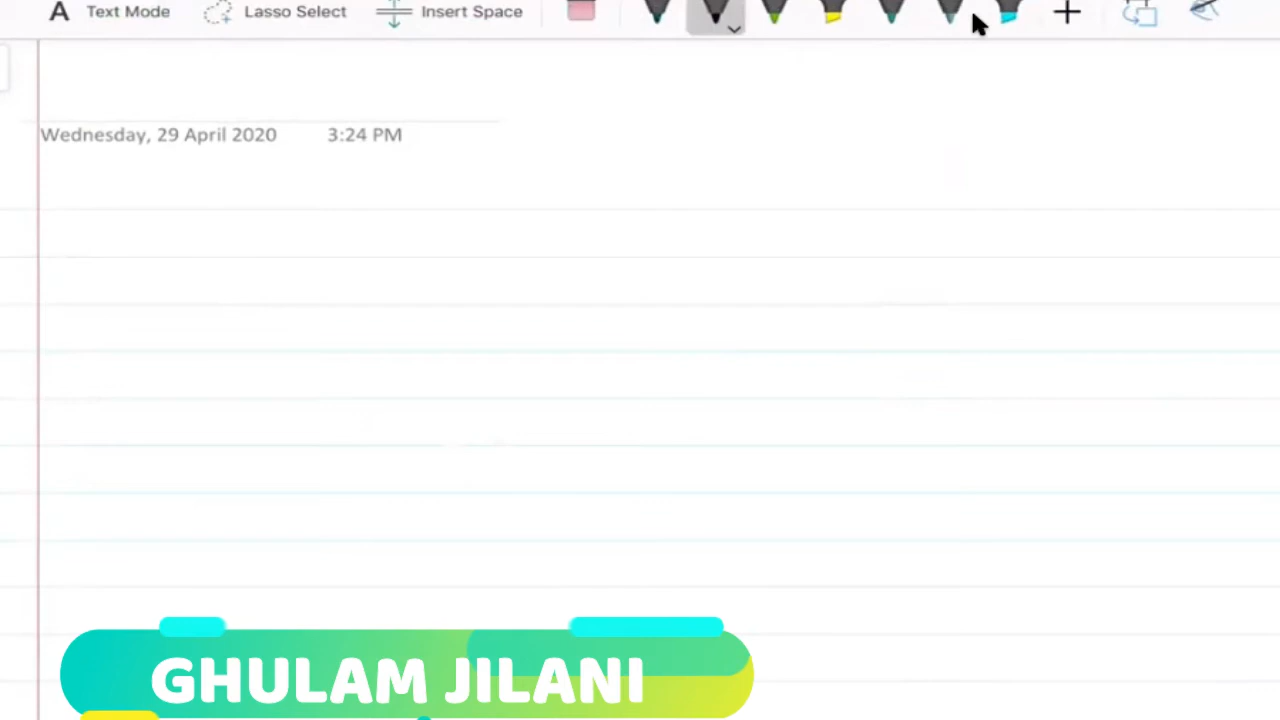 A Text Mode Lasso Select Insert Space
Wednesday, 29 April 2020 3:24 PM
GHULAM JILANI